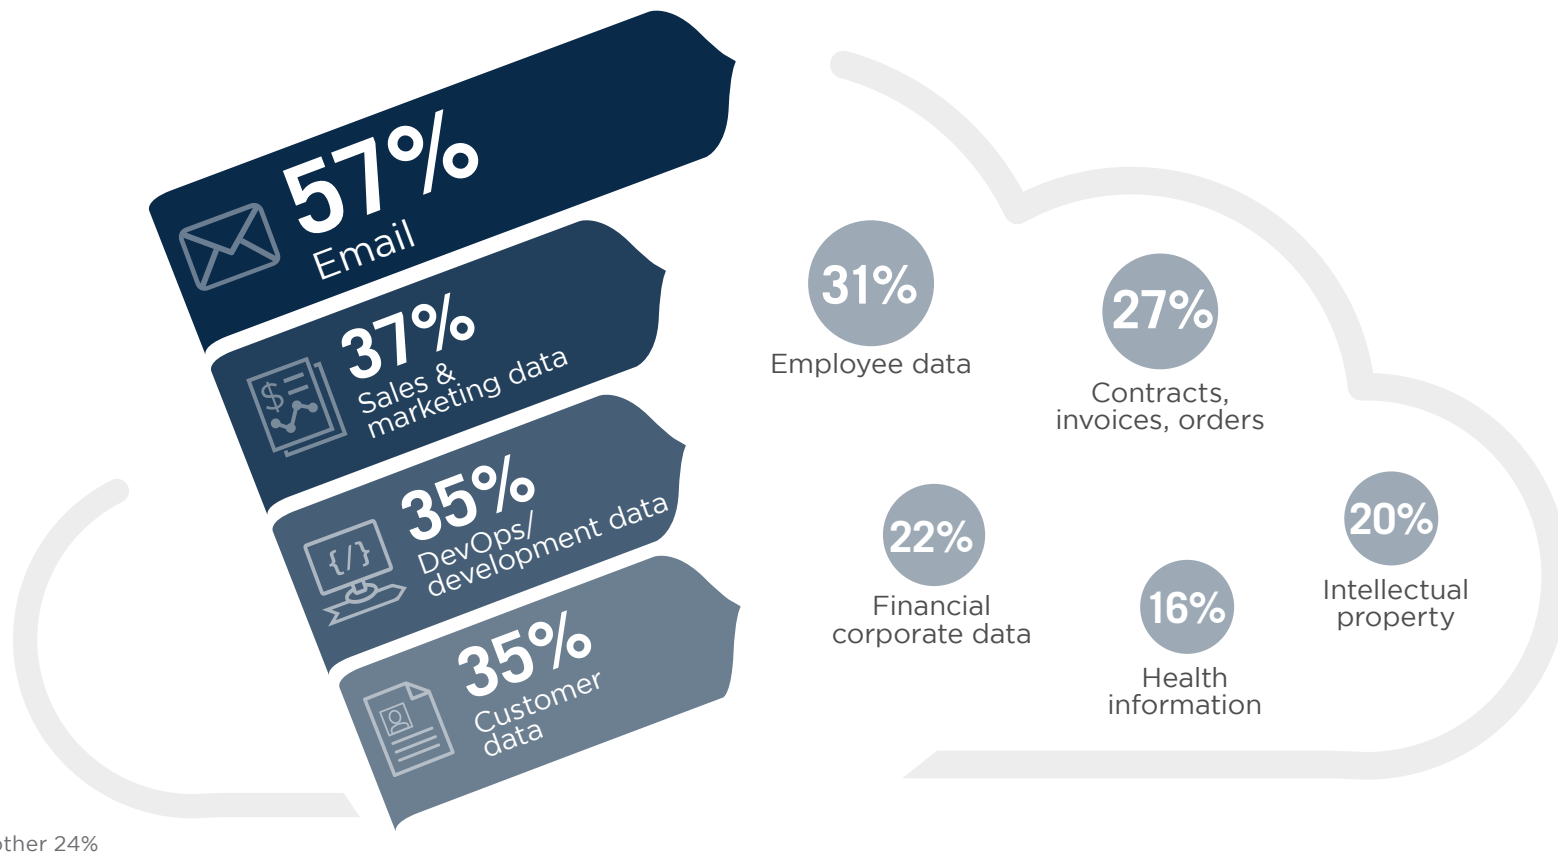 57%
Email
37%
Sales &
marketing data
35%
DevOps/
development data
35%
Customer
data
31%
Employee data
27%
Contracts,
invoices, orders
22%
Financial
corporate data
20%
Intellectual
property
16%
Health
information
other 24%